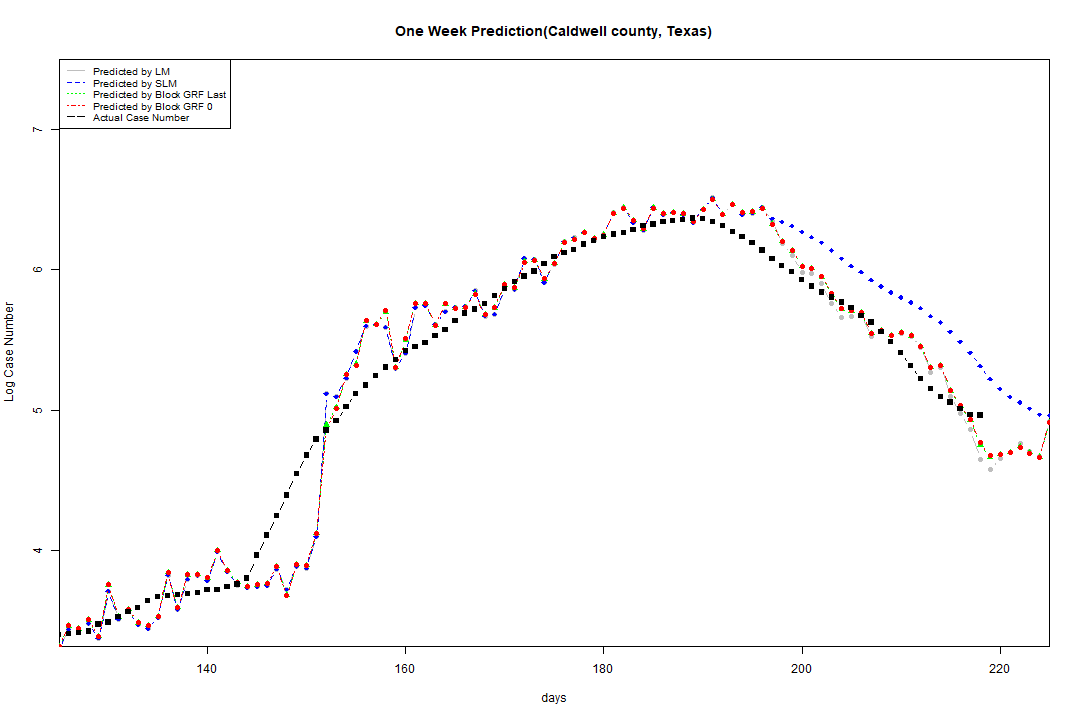 One Week Prediction(Caldwell county, Texas)
Predicted by LM
Predicted by SLM
Predicted by Block GRF Last
Predicted by Block GRF 0
Actual Case Number
7
6
5
4
Log Case Number
140 160 180 200 220
days